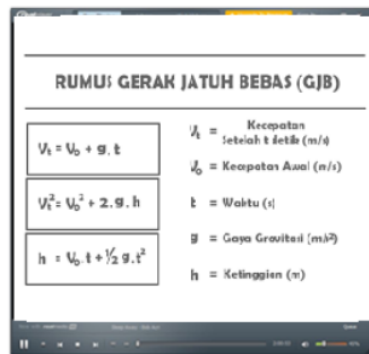 RUMUS GERAK JATUH BEBAS (GJB)
Vt = V₀ + g.t
Vt² = V₀² + 2.g.h
h = V₀.t + ½ g.t²
Vt = Kecepatan
Setelah t detik (m/s)
V₀ = Kecepatan Awal (m/s)
t = Waktu (s)
g = Gaya Gravitasi (m/s²)
h = Ketinggian (m)